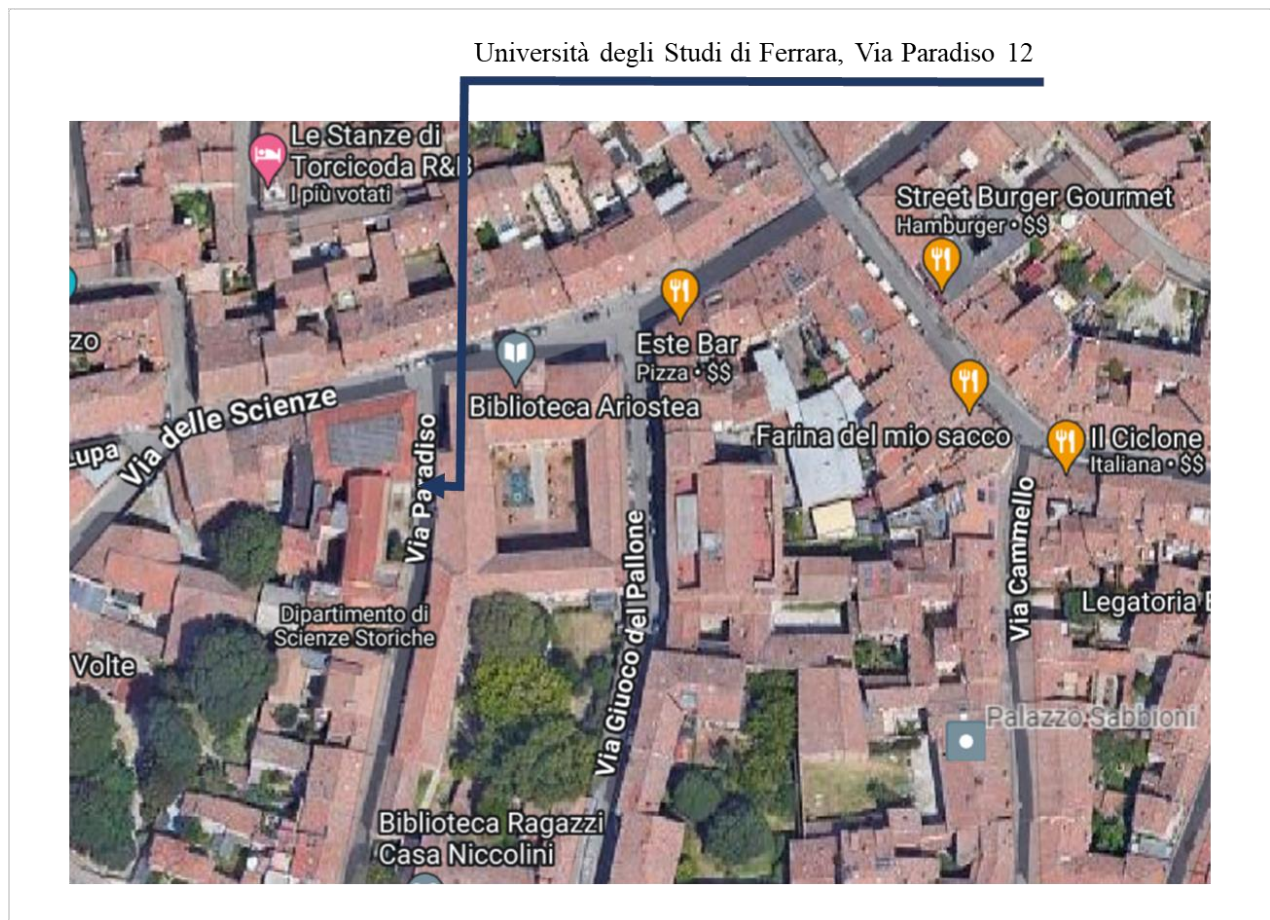 Università degli Studi di Ferrara, Via Paradiso 12
Le Stanze di
Torcicoda R&B
I più votati
Street Burger Gourmet
Hamburger • $$
zo
Este Bar
Pizza • $$
Biblioteca Ariostea
Via delle Scienze
Via Paradiso
Farina del mio sacco
Il Ciclone
Italiana • $$
Lupa
Via Giuoco del Pallone
Via Cammello
Dipartimento di
Scienze Storiche
Legatoria
Volte
Palazzo Sabbioni
Biblioteca Ragazzi
Casa Niccolini